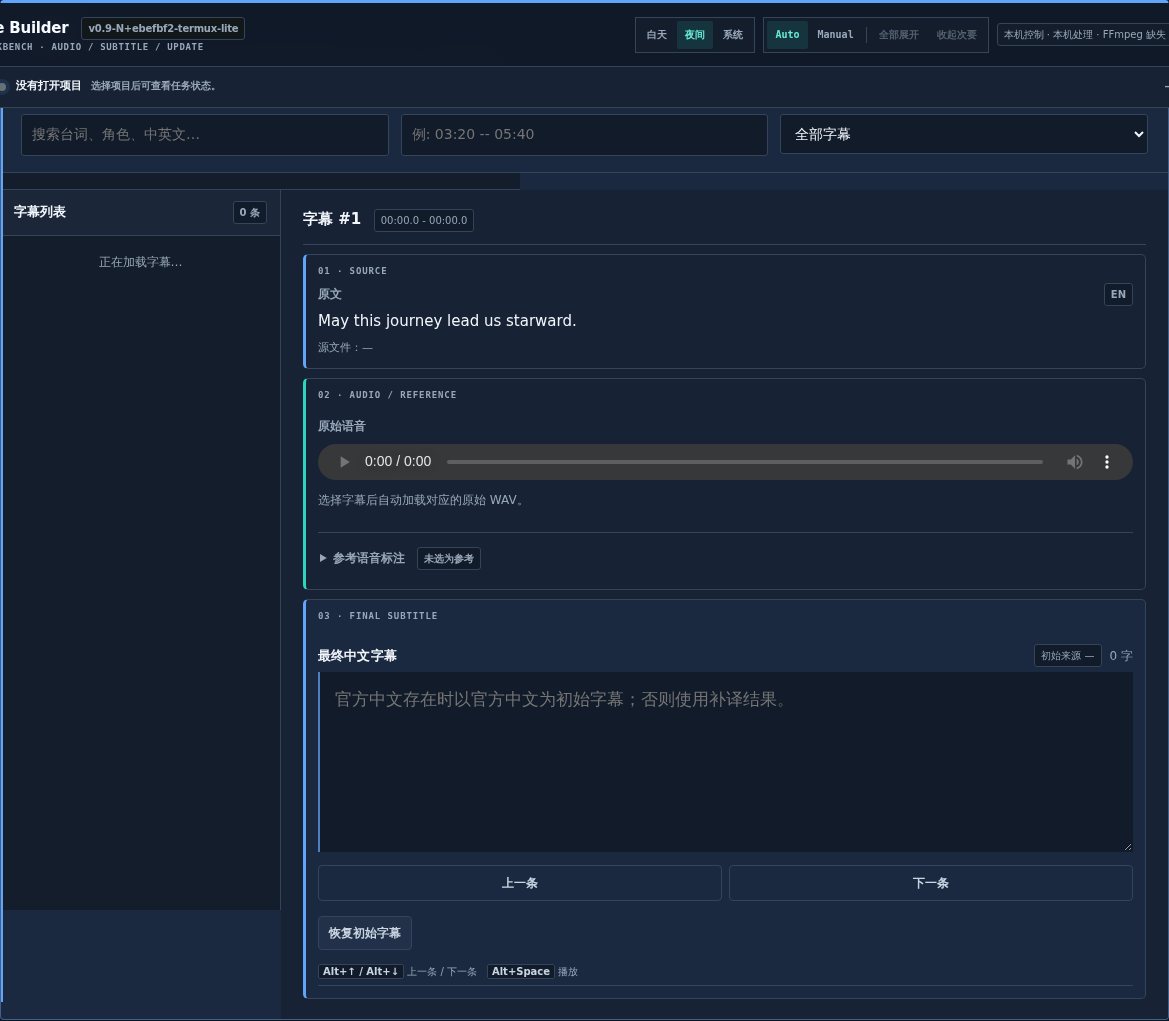 e Builder v0.9-N+ebefbf2-termux-lite
KBENCH · AUDIO / SUBTITLE / UPDATE
白天 夜间 系统 Auto Manual 全部展开 收起次要 本机控制 · 本机处理 · FFmpeg 缺失
没有打开项目 选择项目后可查看任务状态。
搜索台词、角色、中英文… 例: 03:20 -- 05:40 全部字幕
字幕列表 0 条
正在加载字幕…
字幕 #1 00:00.0 - 00:00.0
01 · SOURCE
原文 EN
May this journey lead us starward.
源文件：—
02 · AUDIO / REFERENCE
原始语音
0:00 / 0:00
选择字幕后自动加载对应的原始 WAV。
参考语音标注 未选为参考
03 · FINAL SUBTITLE
最终中文字幕 初始来源 — 0 字
官方中文存在时以官方中文为初始字幕；否则使用补译结果。
上一条 下一条
恢复初始字幕
Alt+↑ / Alt+↓ 上一条 / 下一条 Alt+Space 播放